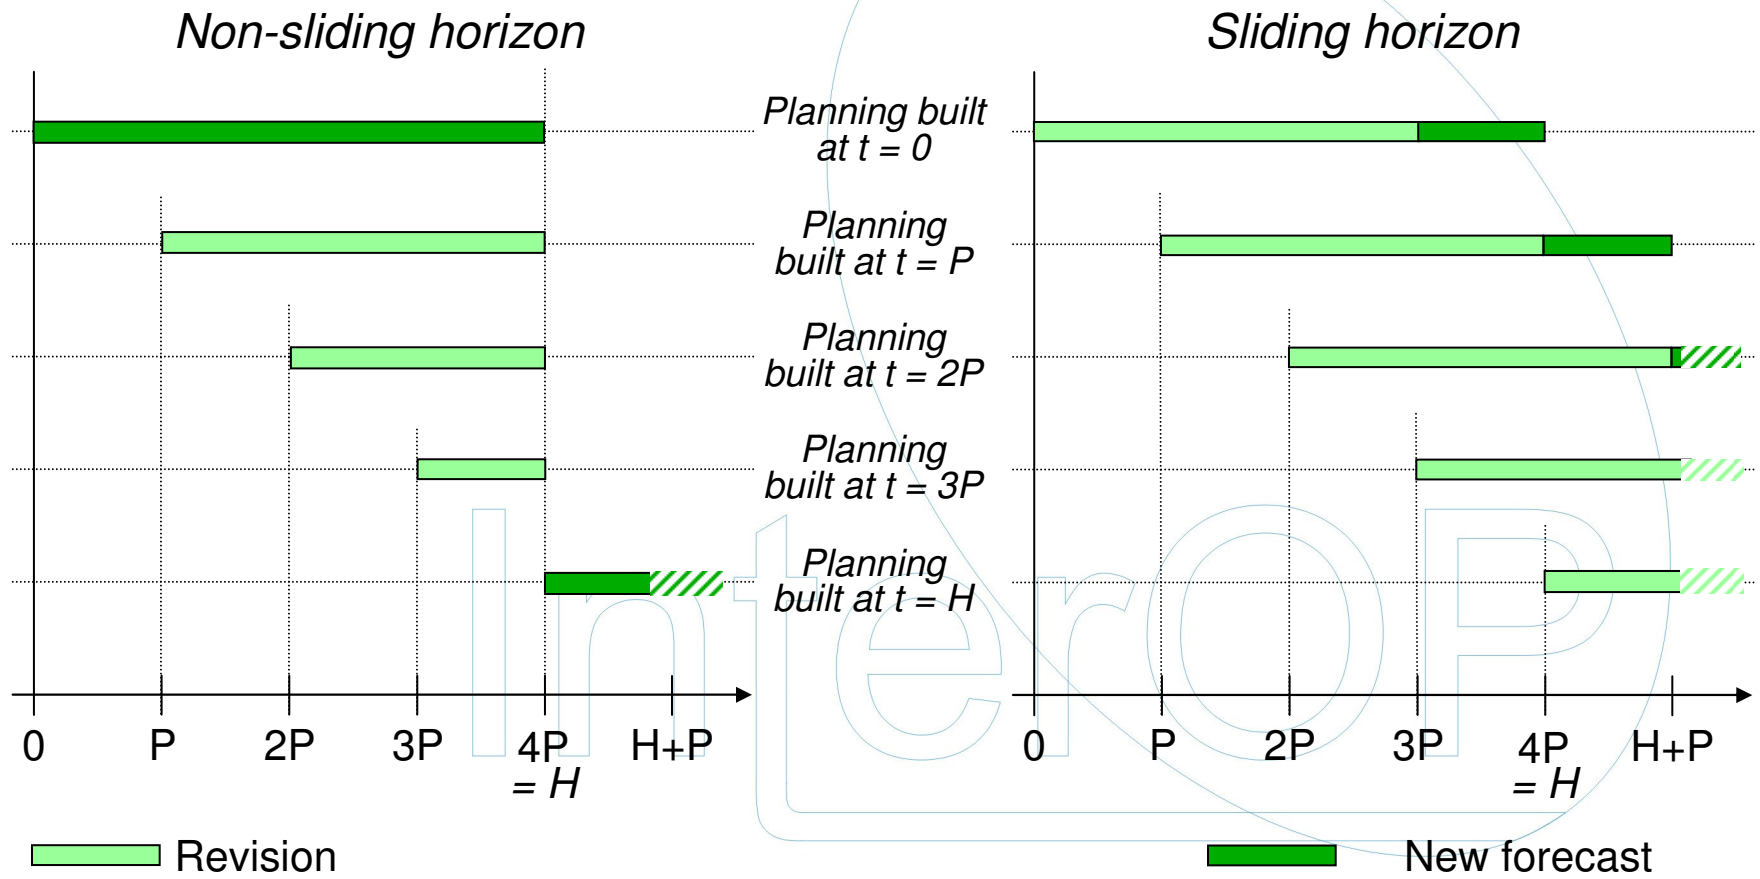 Non-sliding horizon
Sliding horizon
Planning built
at t = 0
Planning
built at t = P
Planning
built at t = 2P
Planning
built at t = 3P
Planning
built at t = H
0 P 2P 3P 4P H+P
= H
0 P 2P 3P 4P H+P
= H
Revision
New forecast
InterOP